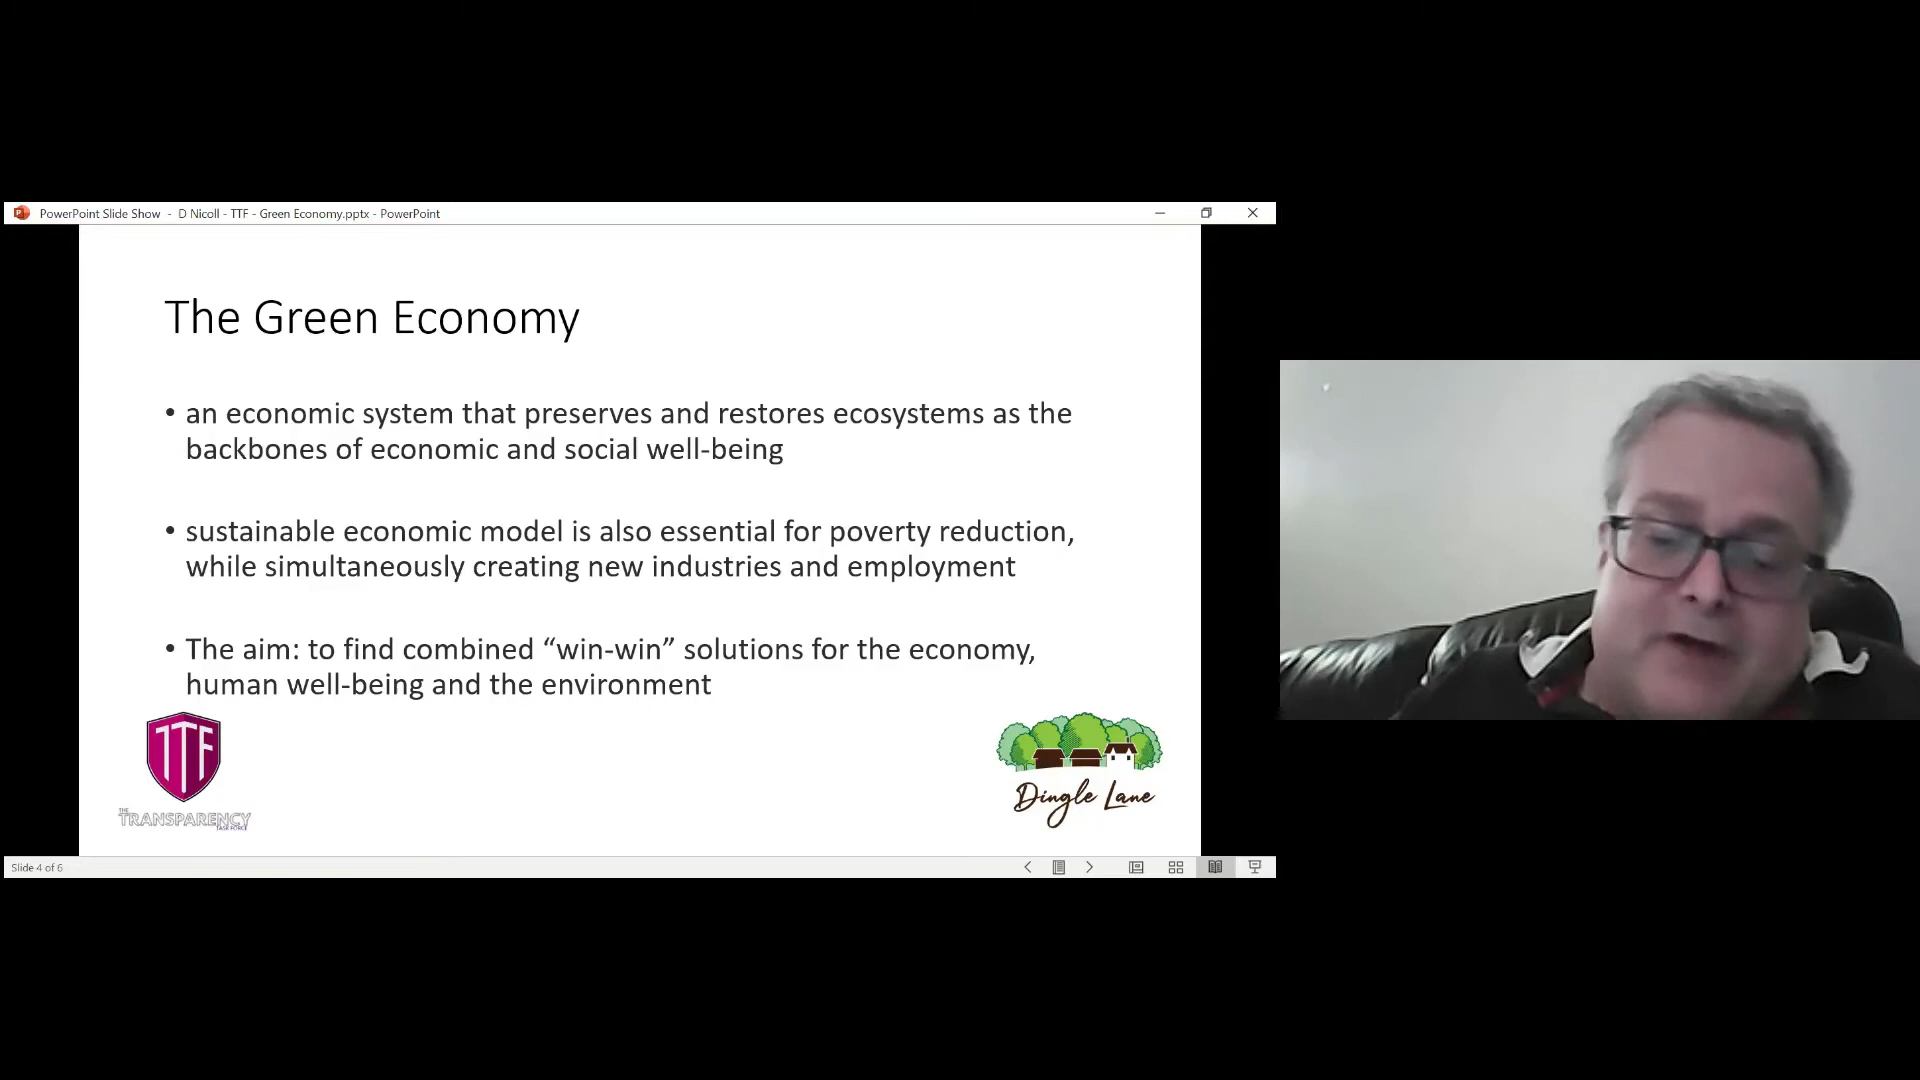 PowerPoint Slide Show - D Nicoll - TTF - Green Economy.pptx - PowerPoint
The Green Economy
• an economic system that preserves and restores ecosystems as the
backbones of economic and social well-being
• sustainable economic model is also essential for poverty reduction,
while simultaneously creating new industries and employment
• The aim: to find combined “win-win” solutions for the economy,
human well-being and the environment
TTF
THE
TRANSPARENCY
TASK FORCE
Dingle Lane
Slide 4 of 6